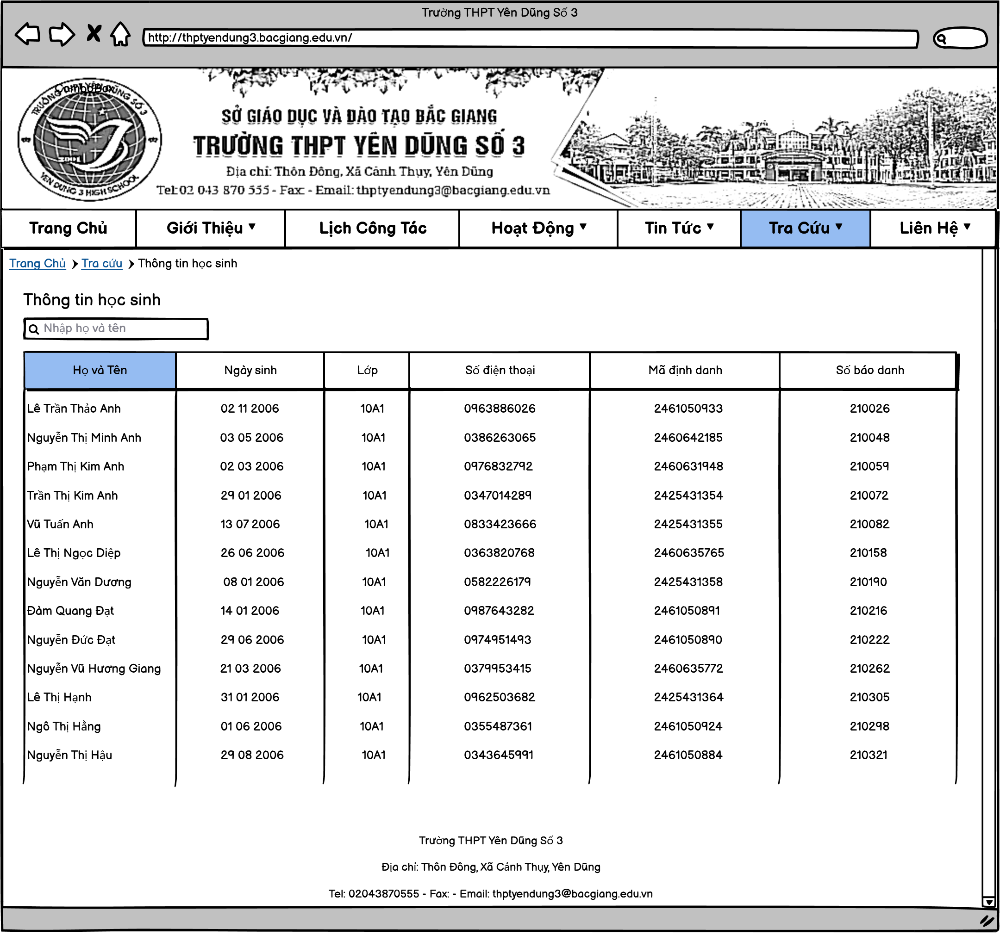 Trường THPT Yên Dũng Số 3
http://thptyendung3.bacgiang.edu.vn/
TRƯỜNG THPT YÊN DŨNG SỐ 3
ComboBox
2001
YEN DUNG 3 HIGH SCHOOL
SỞ GIÁO DỤC VÀ ĐÀO TẠO BẮC GIANG
TRƯỜNG THPT YÊN DŨNG SỐ 3
Địa chỉ: Thôn Đông, Xã Cảnh Thụy, Yên Dũng
Tel: 02 043 870 555 - Fax: - Email: thptyendung3@bacgiang.edu.vn
Trang Chủ Giới Thiệu Lịch Công Tác Hoạt Động Tin Tức Tra Cứu Liên Hệ
Trang Chủ Tra cứu Thông tin học sinh
Thông tin học sinh
Nhập họ và tên
Họ và Tên Ngày sinh Lớp Số điện thoại Mã định danh Số báo danh
Lê Trần Thảo Anh 02 11 2006 10A1 0963886026 2461050933 210026
Nguyễn Thị Minh Anh 03 05 2006 10A1 0386263065 2460642185 210048
Phạm Thị Kim Anh 02 03 2006 10A1 0976832792 2460631948 210059
Trần Thị Kim Anh 29 01 2006 10A1 0347014289 2425431354 210072
Vũ Tuấn Anh 13 07 2006 10A1 0833423666 2425431355 210082
Lê Thị Ngọc Diệp 26 06 2006 10A1 0363820768 2460635765 210158
Nguyễn Văn Dương 08 01 2006 10A1 0582226179 2425431358 210190
Đàm Quang Đạt 14 01 2006 10A1 0987643282 2461050891 210216
Nguyễn Đức Đạt 29 06 2006 10A1 0974951493 2461050890 210222
Nguyễn Vũ Hương Giang 21 03 2006 10A1 0379953415 2460635772 210262
Lê Thị Hạnh 31 01 2006 10A1 0962503682 2425431364 210305
Ngô Thị Hằng 01 06 2006 10A1 0355487361 2461050924 210298
Nguyễn Thị Hậu 29 08 2006 10A1 0343645991 2461050884 210321
Trường THPT Yên Dũng Số 3
Địa chỉ: Thôn Đông, Xã Cảnh Thụy, Yên Dũng
Tel: 02043870555 - Fax: - Email: thptyendung3@bacgiang.edu.vn